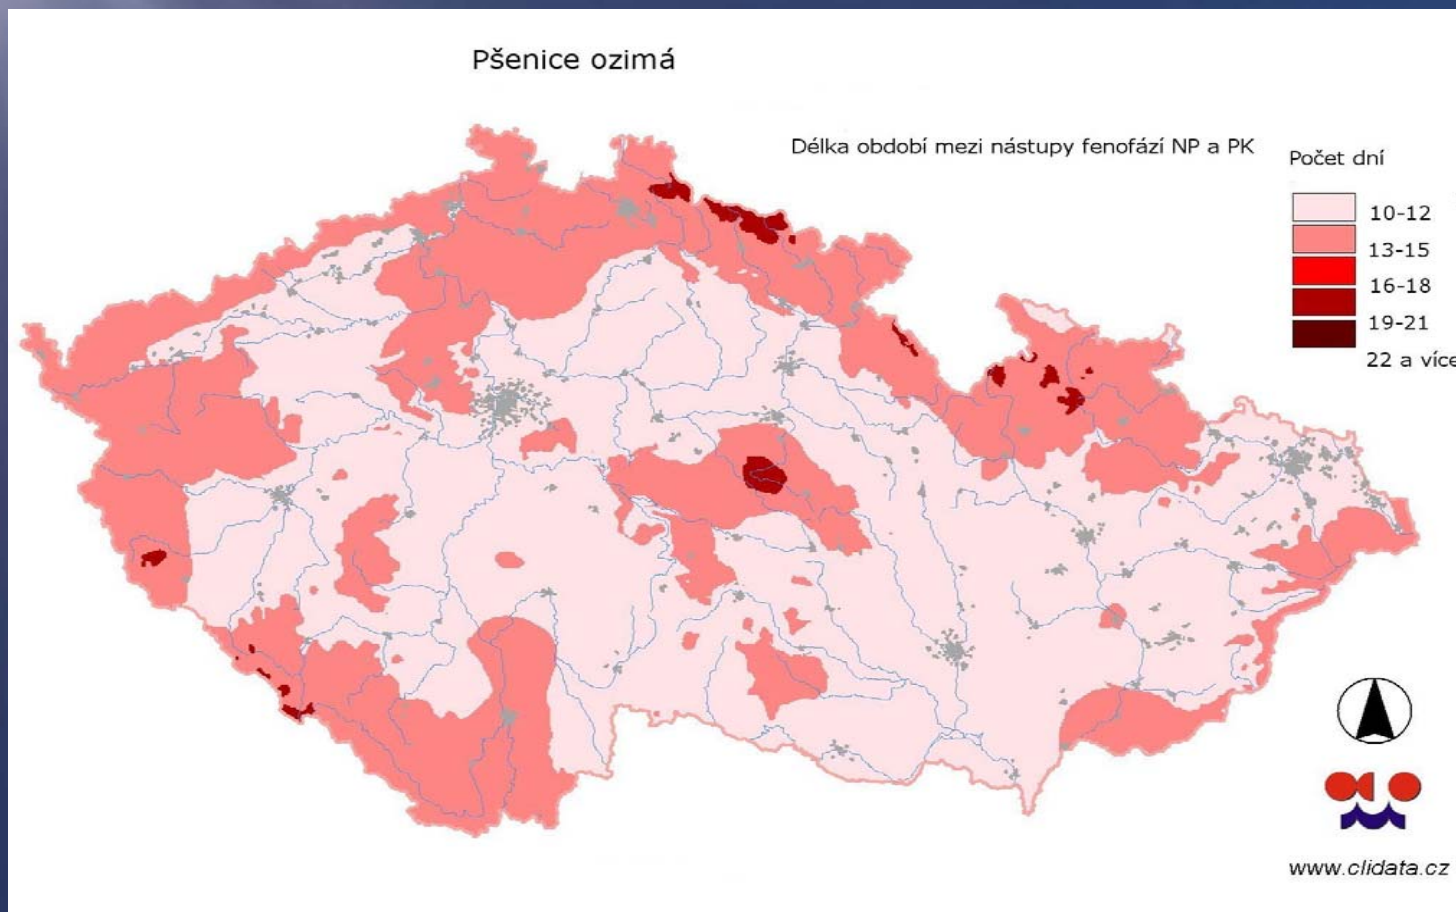 Pšenice ozimá
Délka období mezi nástupy fenofází NP a PK
Počet dní
10-12
13-15
16-18
19-21
22 a více
www.clidata.cz